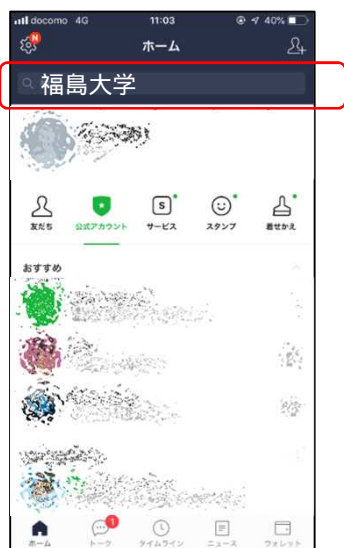 docomo 4G 11:03 40%
N
ホーム
福島大学
友だち 公式アカウント サービス スタンプ 着せかえ
おすすめ
1
ホーム トーク タイムライン ニュース ウォレット